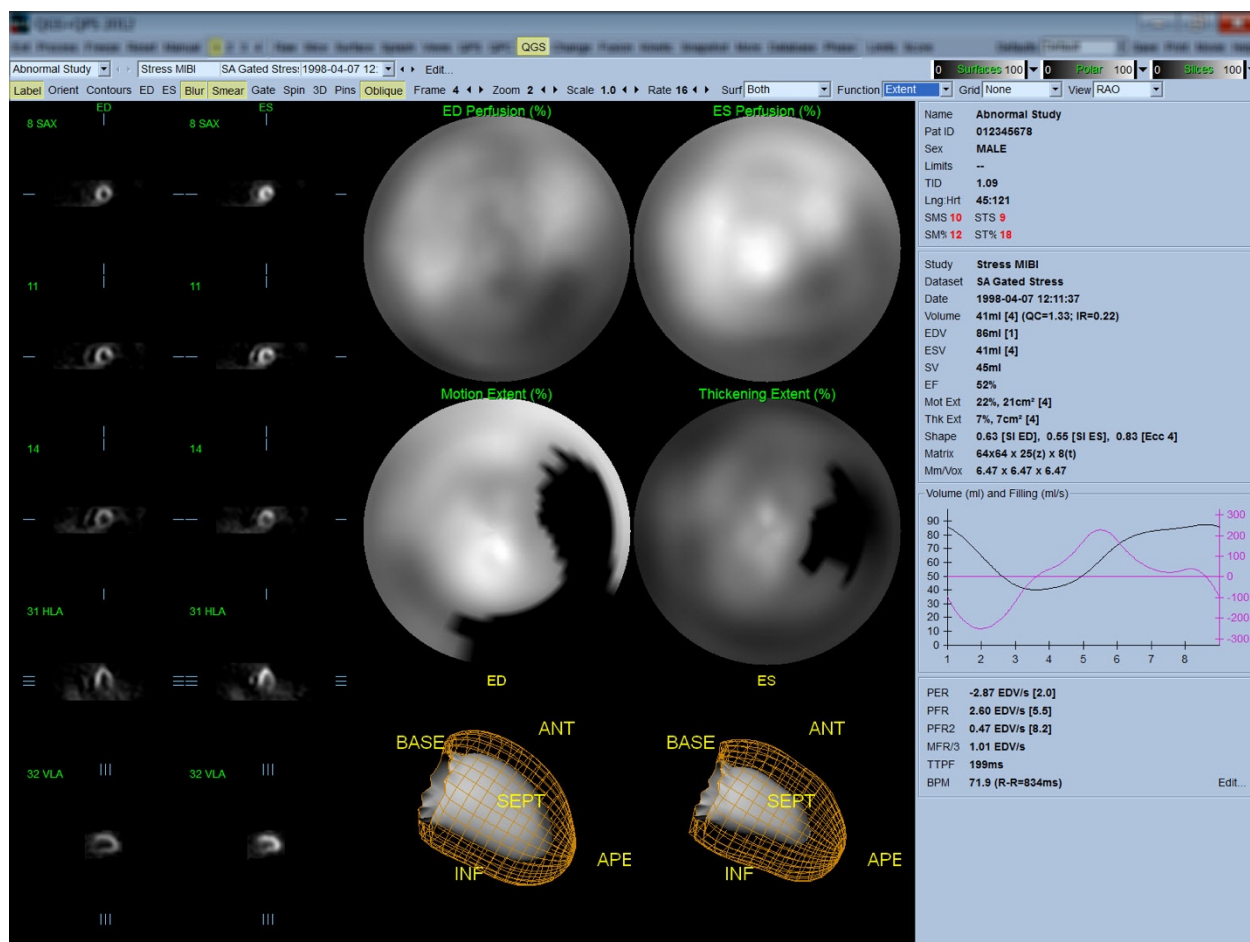 QGS+QPS 2012
QGS
Abnormal Study Stress MIBI SA Gated Stres: 1998-04-07 12: Edit...
0 Surfaces 100 0 Polar 100 0 Slices 100
Label Orient Contours ED ES Blur Smear Gate Spin 3D Pins Oblique Frame 4 Zoom 2 Scale 1.0 Rate 16 Surf Both Function Extent Grid None View RAO
ED ES
8 SAX 8 SAX
11 11
14 14
31 HLA 31 HLA
32 VLA 32 VLA
ED Perfusion (%) ES Perfusion (%)
Motion Extent (%) Thickening Extent (%)
ED ES
BASE ANT SEPT INF APE
BASE ANT SEPT INF APE
Name Abnormal Study
Pat ID 012345678
Sex MALE
Limits --
TID 1.09
Lng:Hrt 45:121
SMS 10 STS 9
SM% 12 ST% 18
Study Stress MIBI
Dataset SA Gated Stress
Date 1998-04-07 12:11:37
Volume 41ml [4] (QC=1.33; IR=0.22)
EDV 86ml [1]
ESV 41ml [4]
SV 45ml
EF 52%
Mot Ext 22%, 21cm² [4]
Thk Ext 7%, 7cm² [4]
Shape 0.63 [SI ED], 0.55 [SI ES], 0.83 [Ecc 4]
Matrix 64x64 x 25(z) x 8(t)
Mm/Vox 6.47 x 6.47 x 6.47
Volume (ml) and Filling (ml/s)
90
80
70
60
50
40
30
20
10
0
300
200
100
0
-100
-200
-300
1 2 3 4 5 6 7 8
PER -2.87 EDV/s [2.0]
PFR 2.60 EDV/s [5.5]
PFR2 0.47 EDV/s [8.2]
MFR/3 1.01 EDV/s
TTPF 199ms
BPM 71.9 (R-R=834ms) Edit...